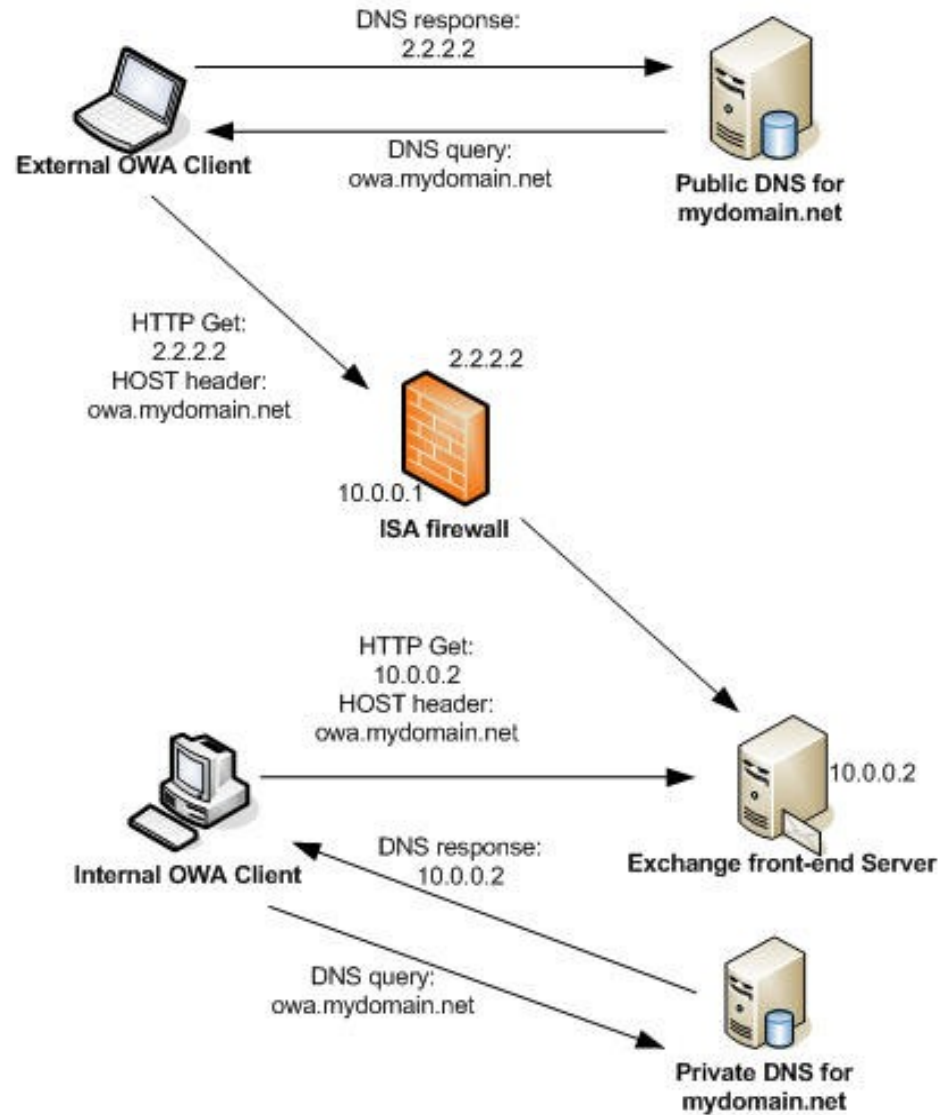 DNS response:
2.2.2.2
DNS query:
owa.mydomain.net
External OWA Client
Public DNS for
mydomain.net
HTTP Get:
2.2.2.2
HOST header:
owa.mydomain.net
2.2.2.2
10.0.0.1
ISA firewall
HTTP Get:
10.0.0.2
HOST header:
owa.mydomain.net
10.0.0.2
Exchange front-end Server
Internal OWA Client
DNS response:
10.0.0.2
DNS query:
owa.mydomain.net
Private DNS for
mydomain.net